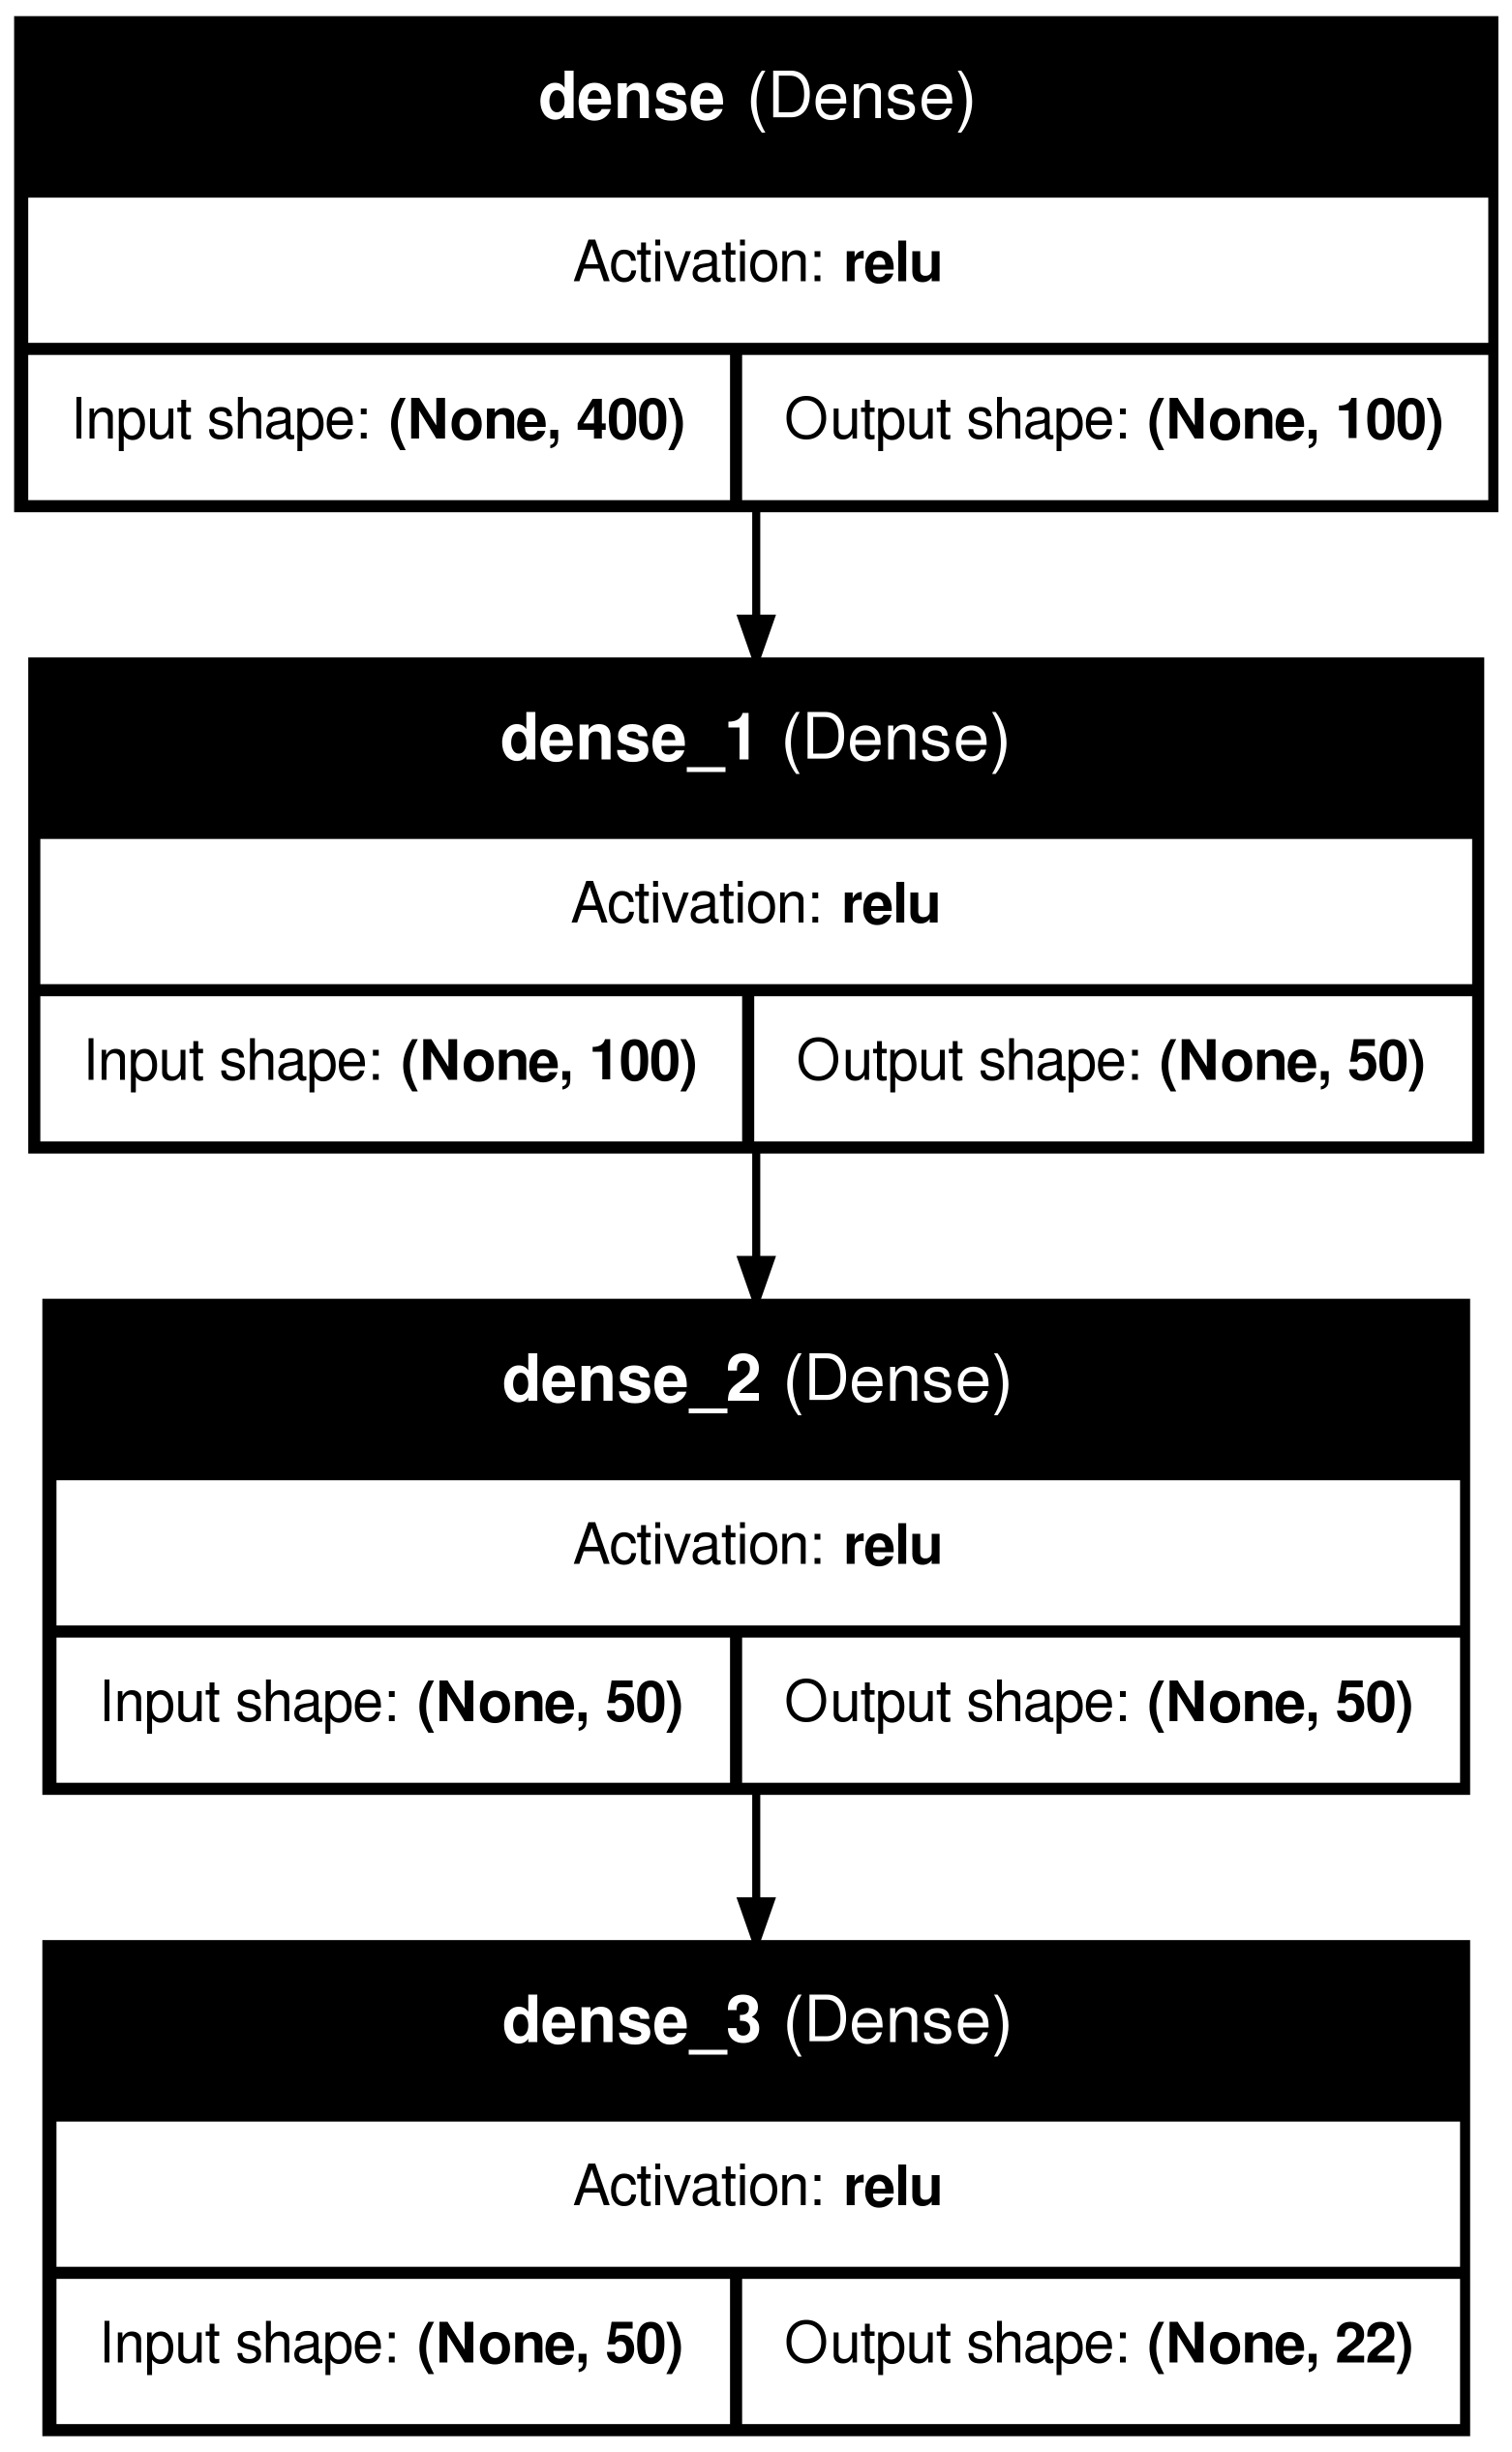 dense (Dense)
Activation: relu
Input shape: (None, 400) Output shape: (None, 100)
dense_1 (Dense)
Activation: relu
Input shape: (None, 100) Output shape: (None, 50)
dense_2 (Dense)
Activation: relu
Input shape: (None, 50) Output shape: (None, 50)
dense_3 (Dense)
Activation: relu
Input shape: (None, 50) Output shape: (None, 22)